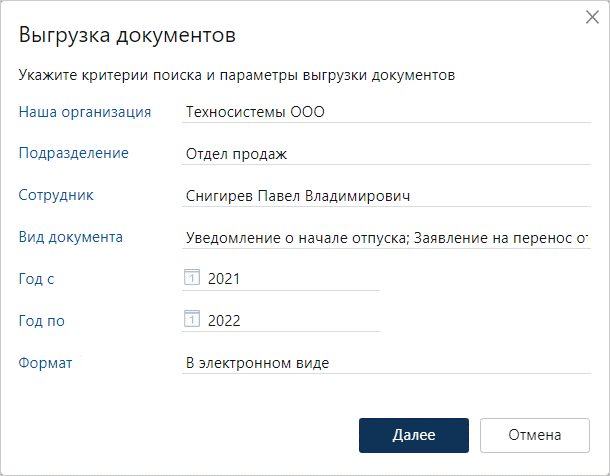 Выгрузка документов
Укажите критерии поиска и параметры выгрузки документов
Наша организация Техносистемы ООО
Подразделение Отдел продаж
Сотрудник Снигирев Павел Владимирович
Вид документа Уведомление о начале отпуска; Заявление на перенос от
Год с 1 2021
Год по 1 2022
Формат В электронном виде
Далее Отмена